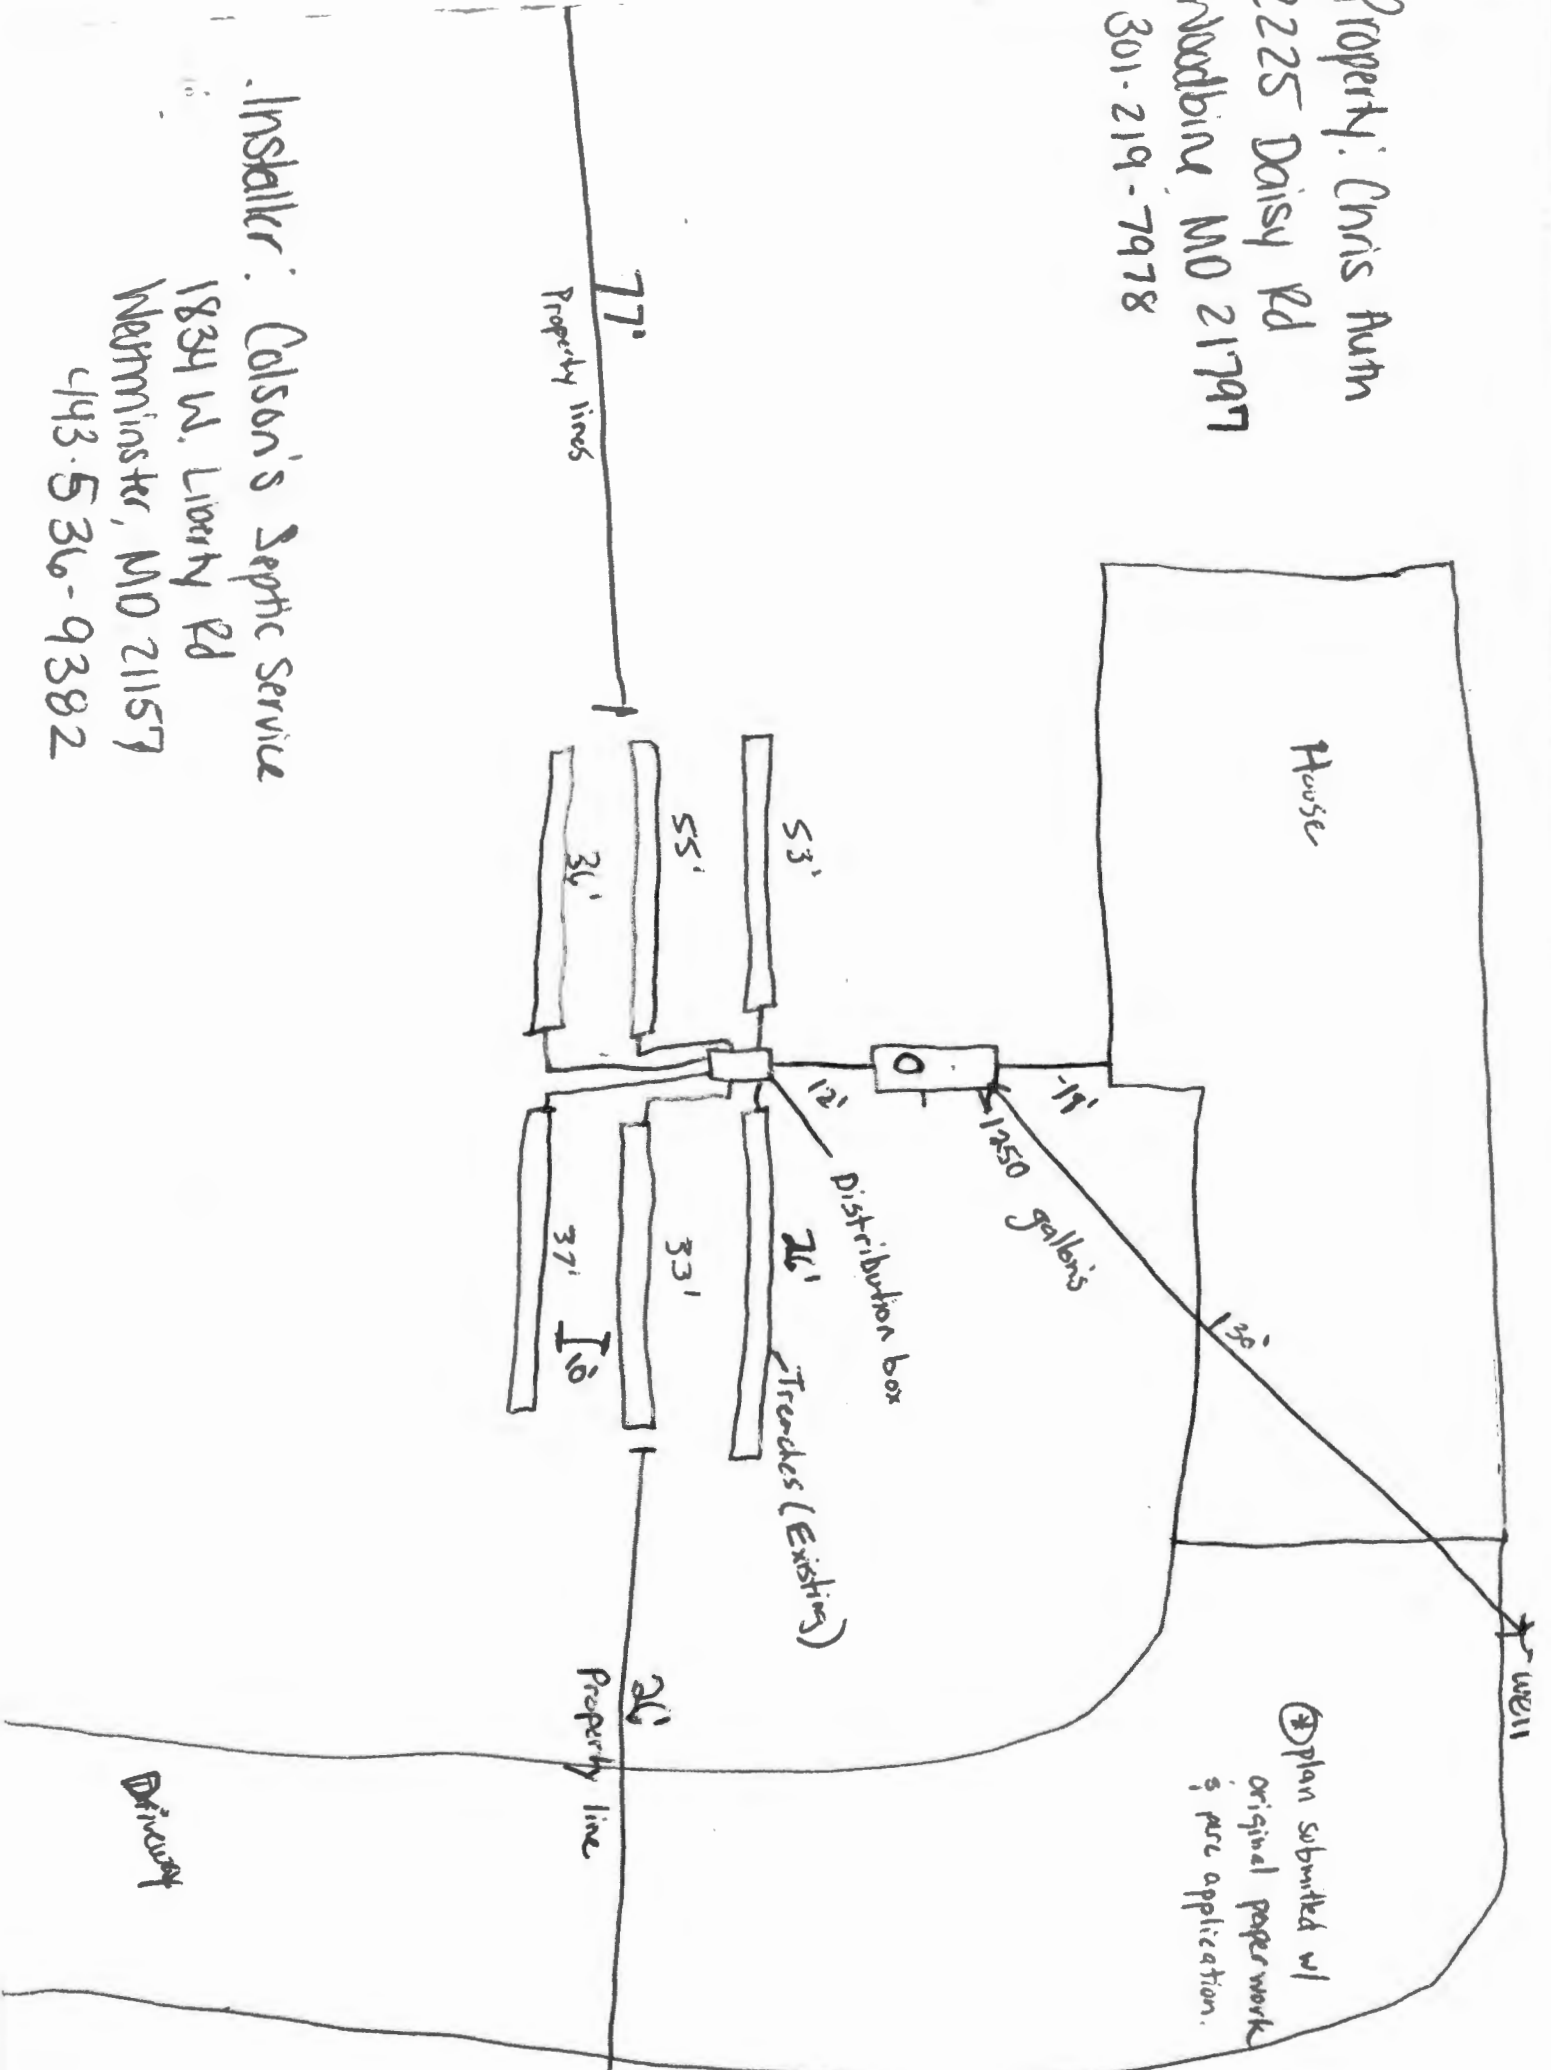 Property: Chris Auth
2225 Daisy Rd
Woodbine MD 21797
301-219-7978
House
well
* plan submitted w/
original paperwork
& perc application.
130'
19'
1250 gallons
12'
Distribution box
53'
55'
36'
26'
33'
37'
10'
Trenches (Existing)
77'
Property lines
26'
Property line
Driveway
Installer: Colson's Septic Service
1834 W. Liberty Rd
Westminster, MD 21157
443-536-9382